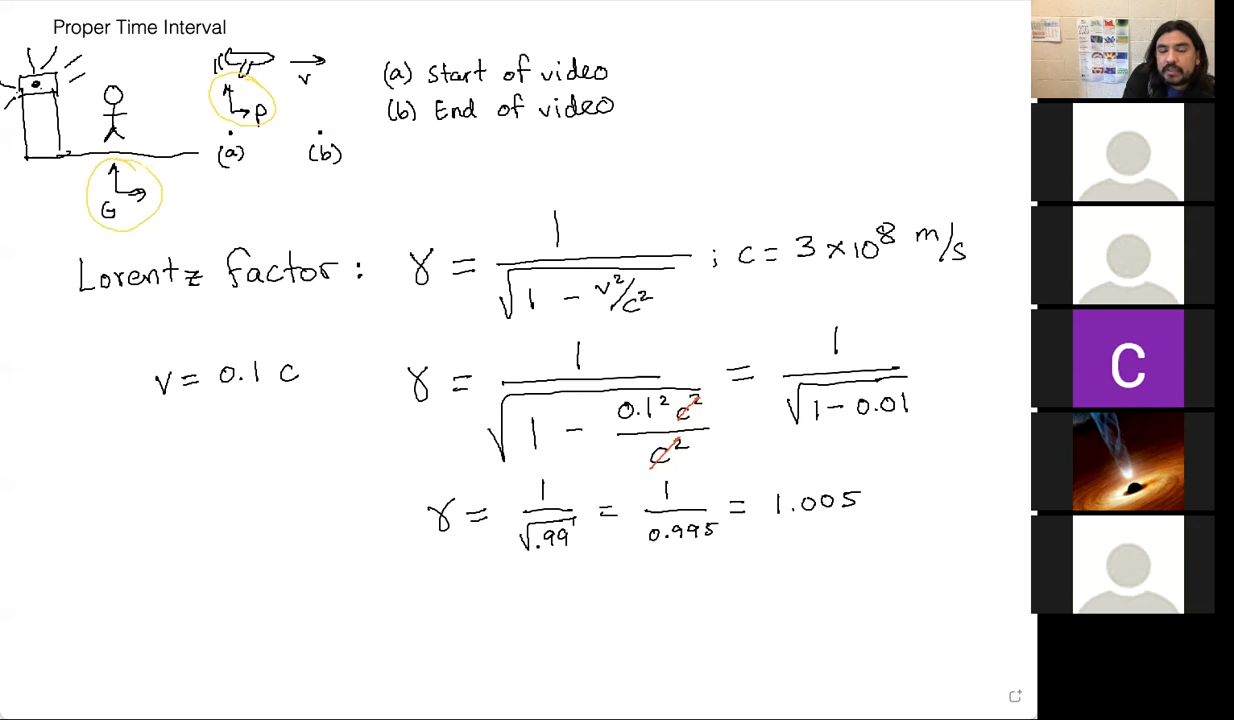 Proper Time Interval
v
(a) Start of video
P
(b) End of video
(a) (b)
G
Lorentz factor: γ = 1/√(1 - v²/c²) ; c = 3 × 10⁸ m/s
v = 0.1 c γ = 1/√(1 - 0.1² c²/c²) = 1/√(1 - 0.01)
γ = 1/√.99 = 1/0.995 = 1.005
C